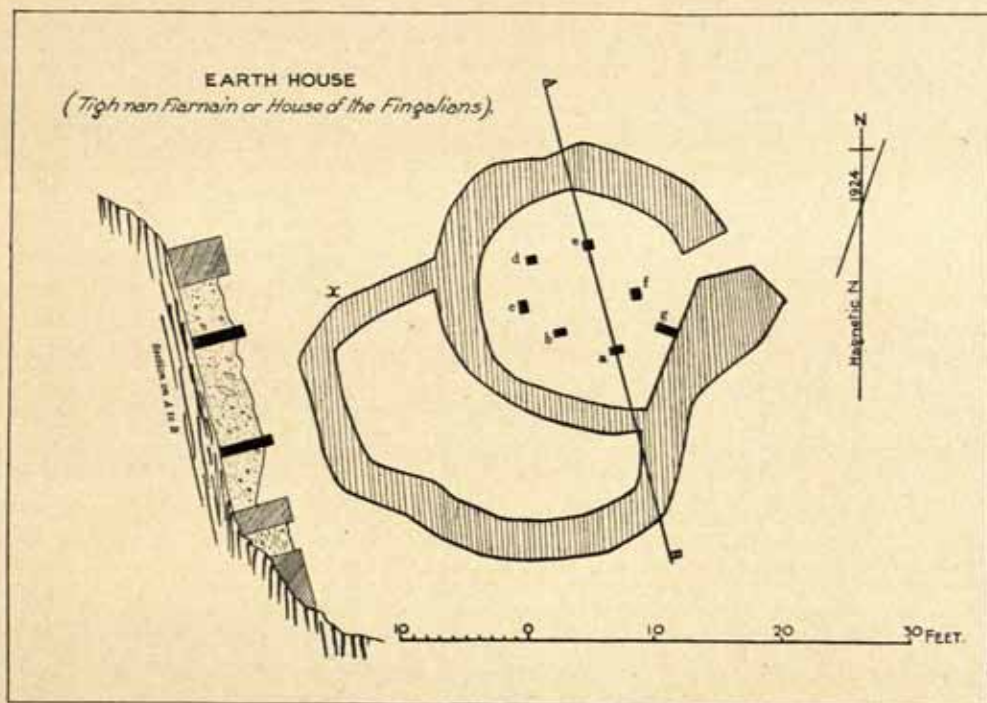 EARTH HOUSE
(Tigh nan Fiarnain or House of the Fingalians).
A
N
1924
Magnetic N
X
d
e
f
c
g
b
a
Section on A to B
B
10 0 10 20 30 FEET.